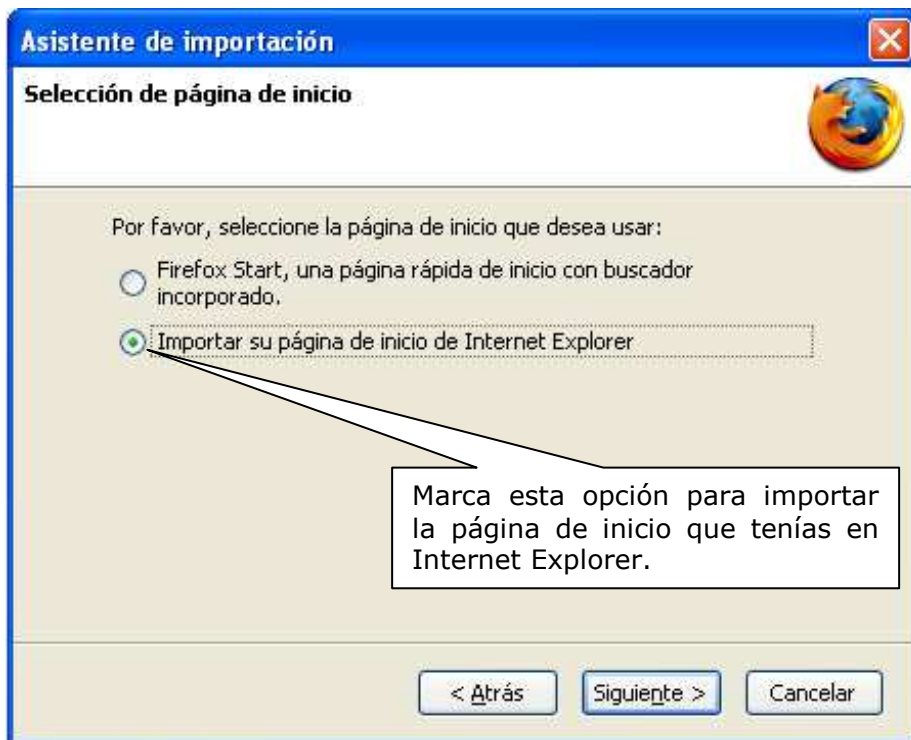 Asistente de importación
Selección de página de inicio
Por favor, seleccione la página de inicio que desea usar:
Firefox Start, una página rápida de inicio con buscador
incorporado.
Importar su página de inicio de Internet Explorer
Marca esta opción para importar
la página de inicio que tenías en
Internet Explorer.
< Atrás
Siguiente >
Cancelar